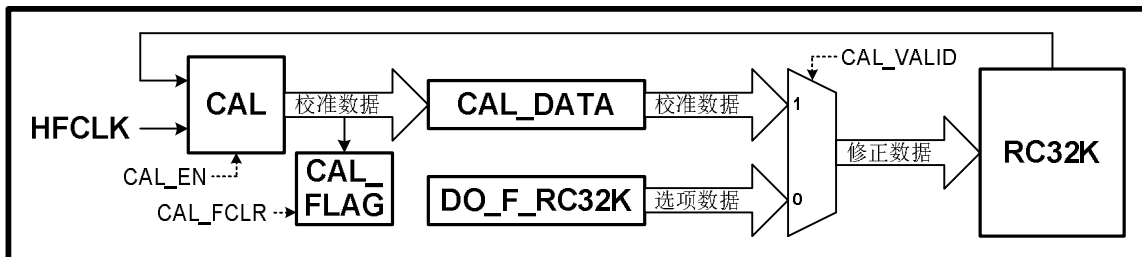 CAL_VALID
CAL
校准数据
CAL_DATA
校准数据
1
HFCLK
修正数据
RC32K
CAL_EN
CAL_
FLAG
CAL_FCLR
DO_F_RC32K
选项数据
0